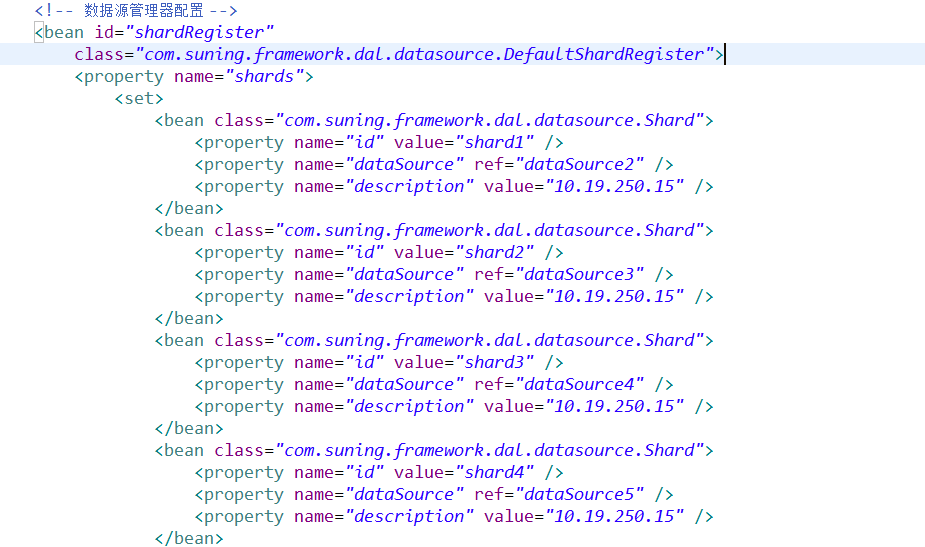 <!-- 数据源管理器配置 -->
<bean id="shardRegister"
class="com.suning.framework.dal.datasource.DefaultShardRegister">
<property name="shards">
<set>
<bean class="com.suning.framework.dal.datasource.Shard">
<property name="id" value="shard1" />
<property name="dataSource" ref="dataSource2" />
<property name="description" value="10.19.250.15" />
</bean>
<bean class="com.suning.framework.dal.datasource.Shard">
<property name="id" value="shard2" />
<property name="dataSource" ref="dataSource3" />
<property name="description" value="10.19.250.15" />
</bean>
<bean class="com.suning.framework.dal.datasource.Shard">
<property name="id" value="shard3" />
<property name="dataSource" ref="dataSource4" />
<property name="description" value="10.19.250.15" />
</bean>
<bean class="com.suning.framework.dal.datasource.Shard">
<property name="id" value="shard4" />
<property name="dataSource" ref="dataSource5" />
<property name="description" value="10.19.250.15" />
</bean>